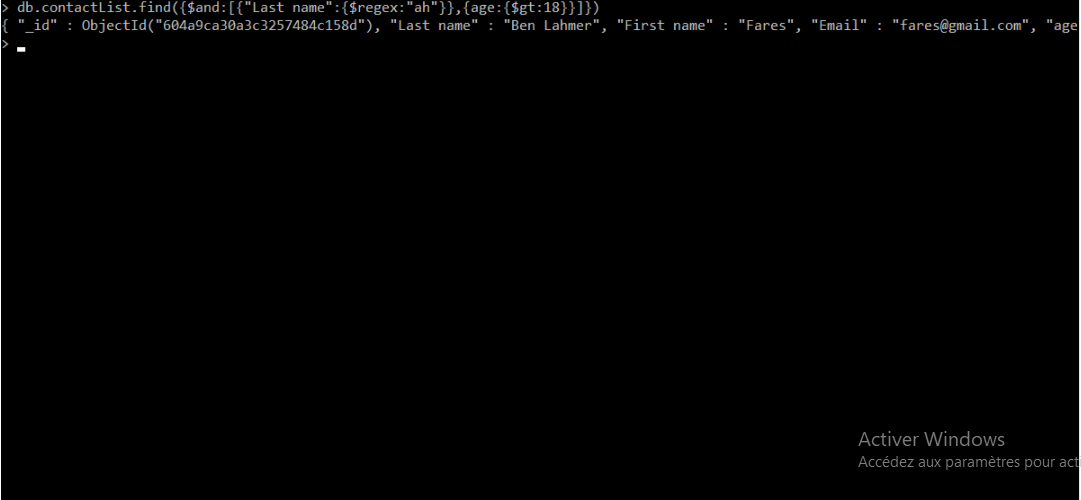 > db.contactList.find({$and:[{"Last name":{$regex:"ah"}},{age:{$gt:18}}]})
{ "_id" : ObjectId("604a9ca30a3c3257484c158d"), "Last name" : "Ben Lahmer", "First name" : "Fares", "Email" : "fares@gmail.com", "age
>
Activer Windows
Accédez aux paramètres pour act